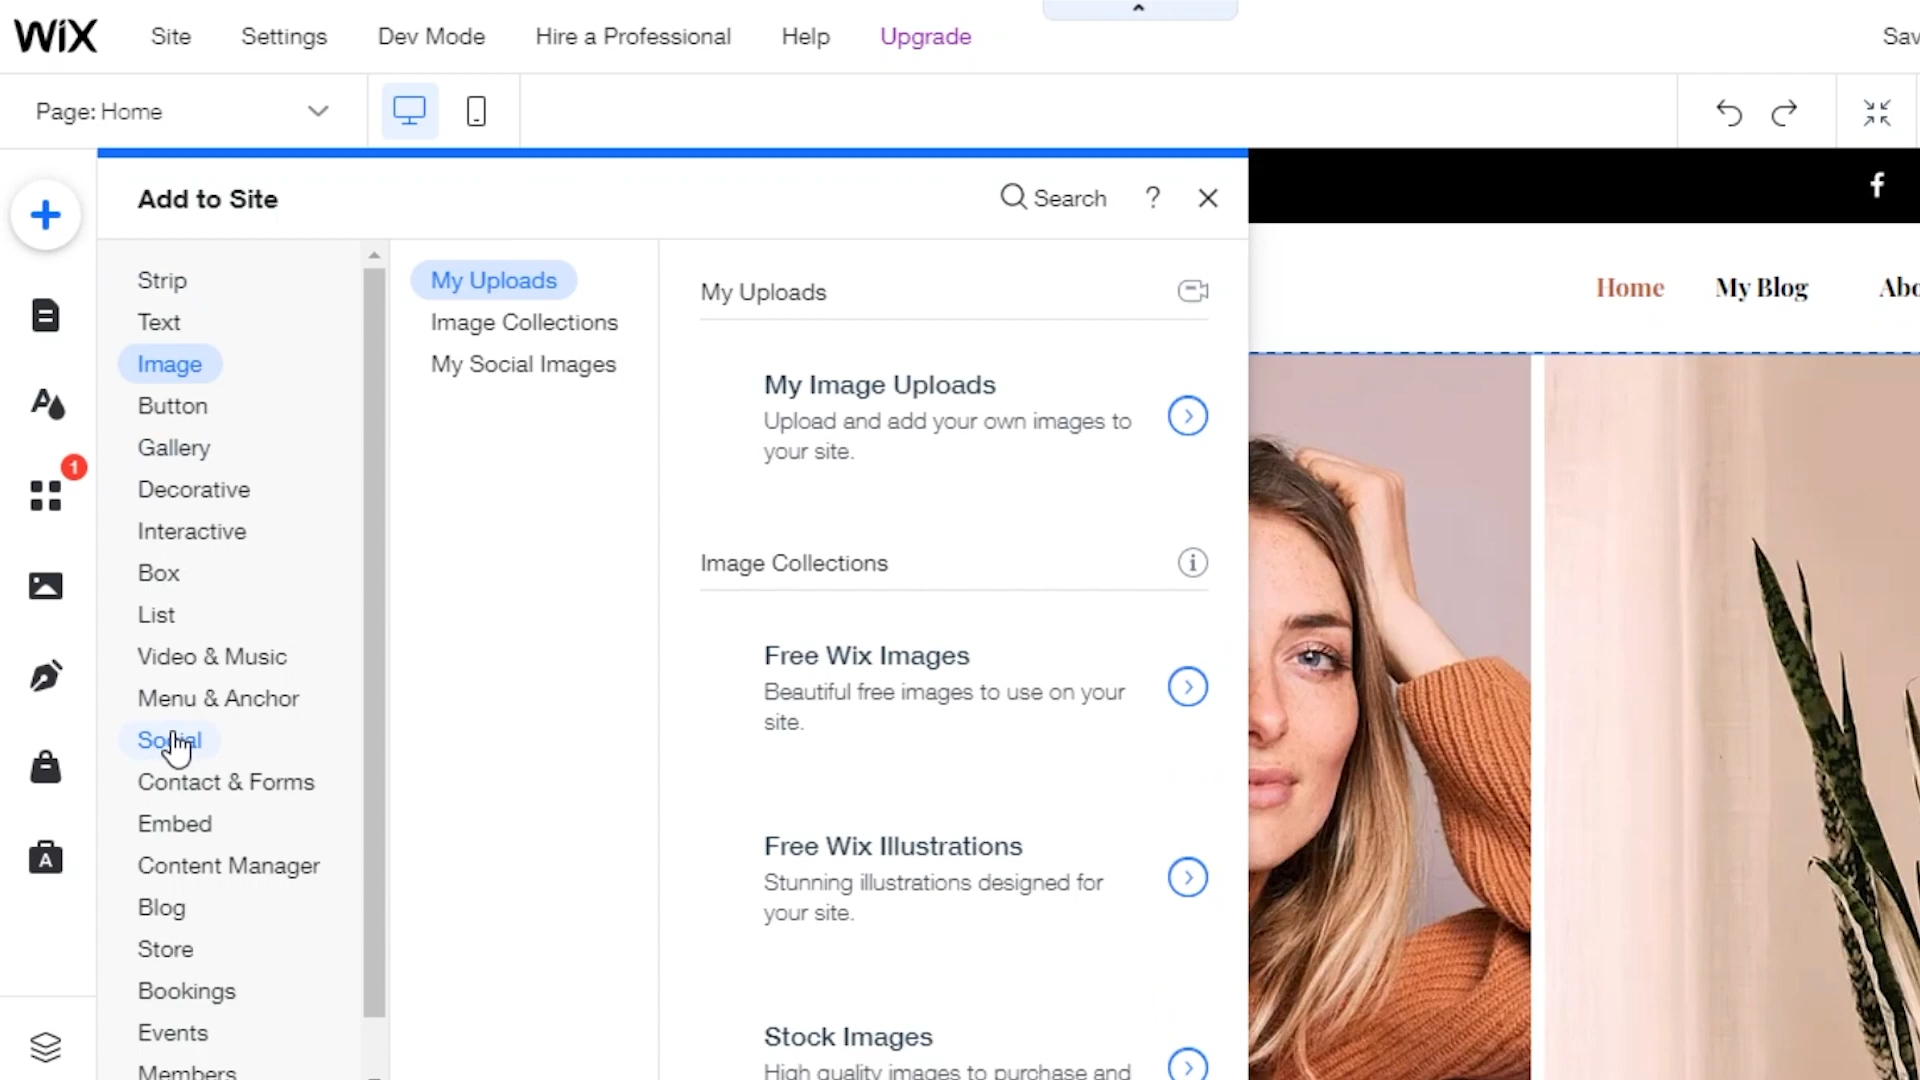 WiX
Site
Settings
Dev Mode
Hire a Professional
Help
Upgrade
Page: Home
1
A
Add to Site
Search
?
Strip
Text
Image
Button
Gallery
Decorative
Interactive
Box
List
Video & Music
Menu & Anchor
Social
Contact & Forms
Embed
Content Manager
Blog
Store
Bookings
Events
Members
My Uploads
Image Collections
My Social Images
My Uploads
My Image Uploads
Upload and add your own images to
your site.
Image Collections
Free Wix Images
Beautiful free images to use on your
site.
Free Wix Illustrations
Stunning illustrations designed for
your site.
Stock Images
High quality images to purchase and
f
Home
My Blog